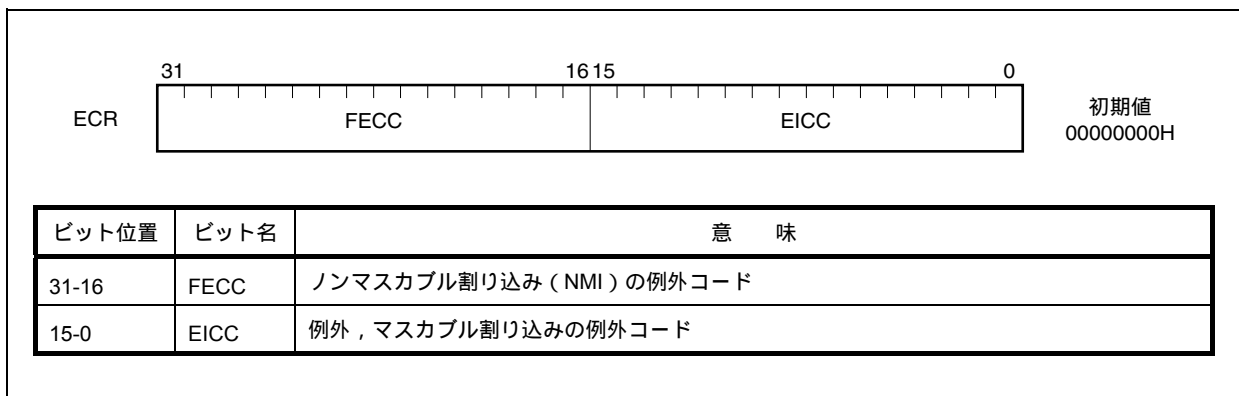 31 16 15 0
ECR FECC EICC 初期値
00000000H
ビット位置 ビット名 意 味
31-16 FECC ノンマスカブル割り込み（NMI）の例外コード
15-0 EICC 例外，マスカブル割り込みの例外コード